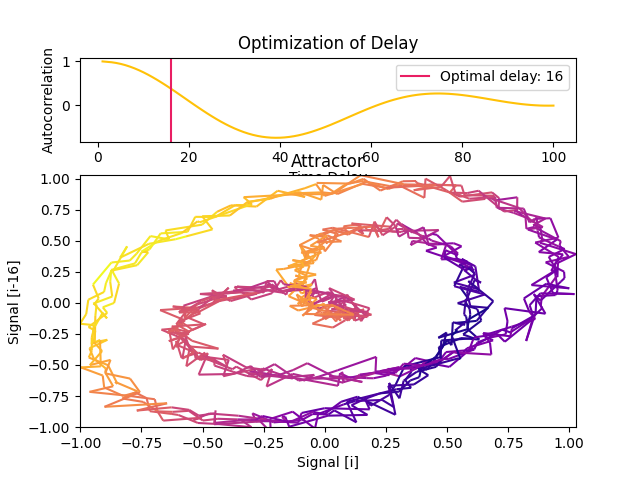 Optimization of Delay
Autocorrelation
1
0
Optimal delay: 16
0 20 40 60 80 100
Attractor
Signal [i-16]
1.00
0.75
0.50
0.25
0.00
−0.25
−0.50
−0.75
−1.00
−1.00 −0.75 −0.50 −0.25 0.00 0.25 0.50 0.75 1.00
Signal [i]